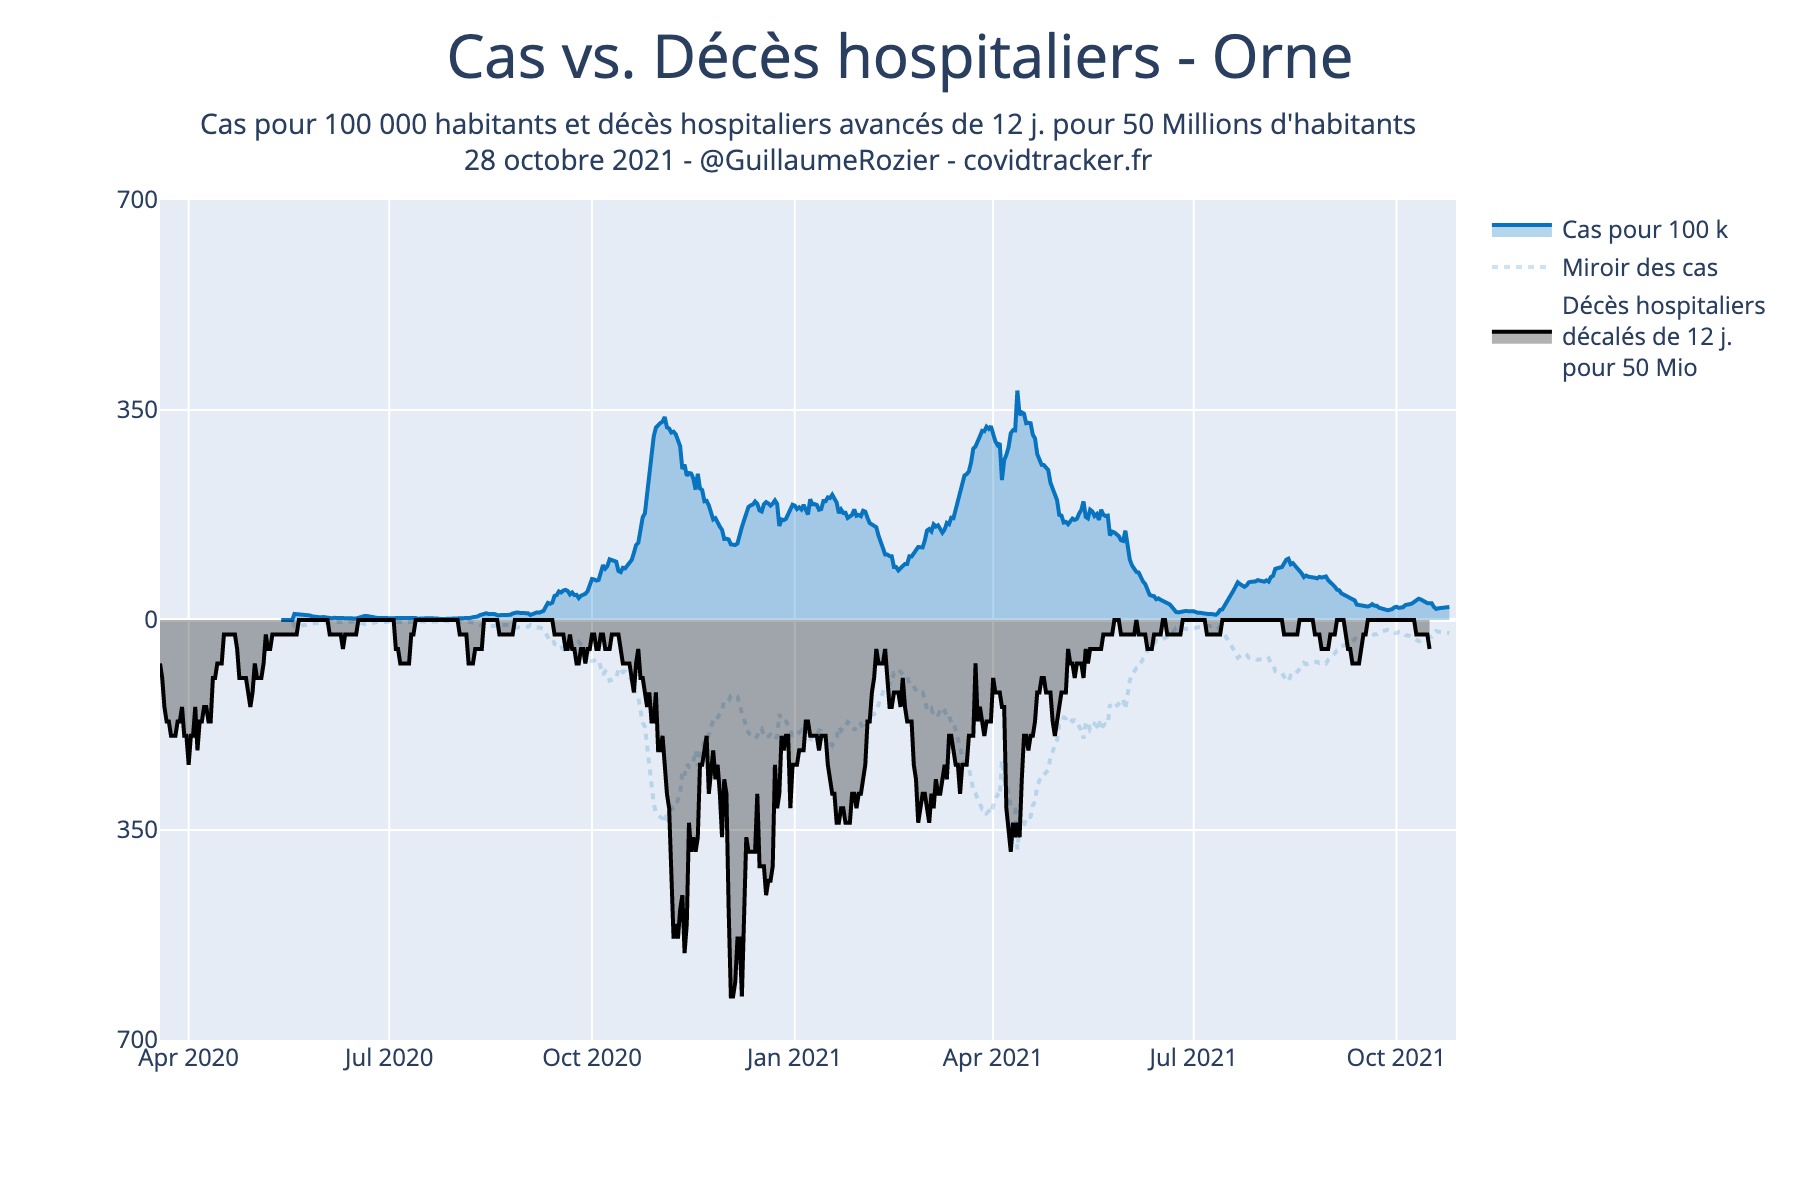 Cas vs. Décès hospitaliers - Orne
Cas pour 100 000 habitants et décès hospitaliers avancés de 12 j. pour 50 Millions d'habitants
28 octobre 2021 - @GuillaumeRozier - covidtracker.fr
700
350
0
350
700
Apr 2020
Jul 2020
Oct 2020
Jan 2021
Apr 2021
Jul 2021
Oct 2021
Cas pour 100 k
Miroir des cas
Décès hospitaliers
décalés de 12 j.
pour 50 Mio